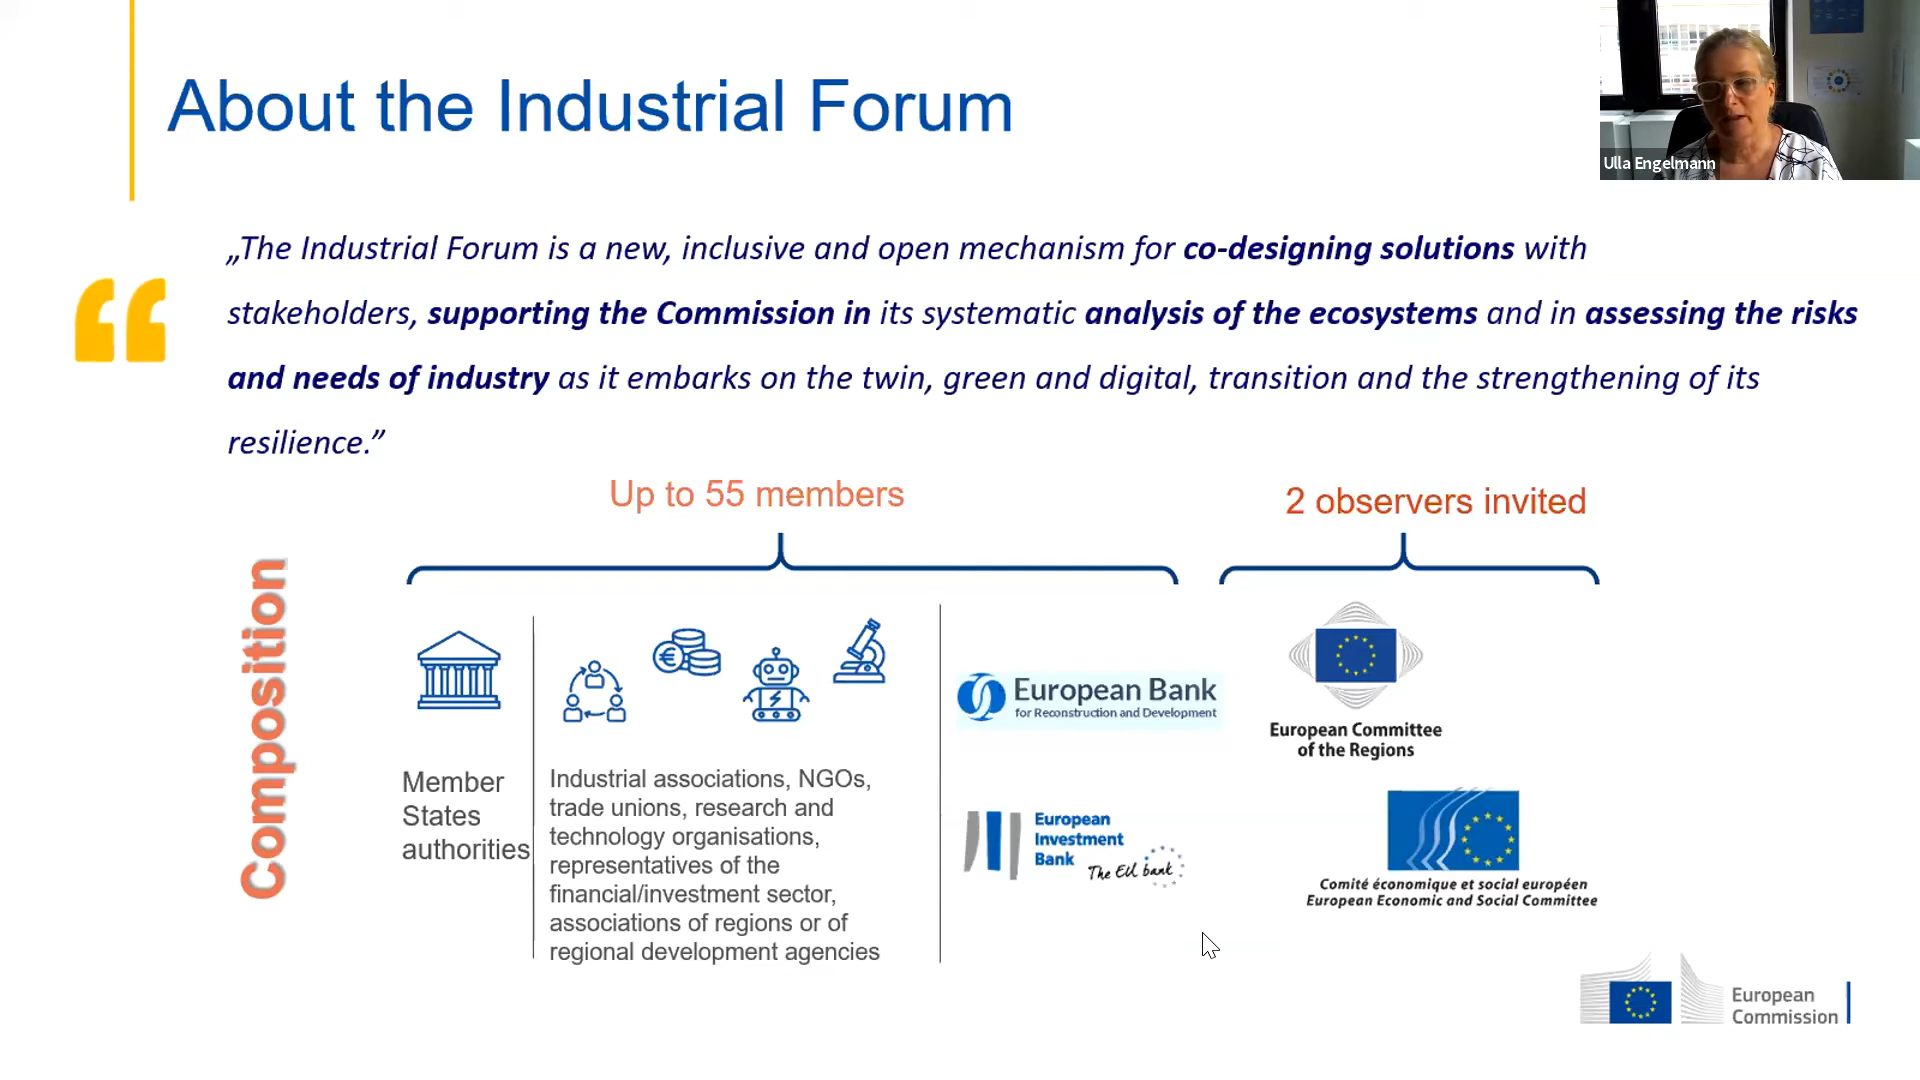 About the Industrial Forum
Ulla Engelmann
„The Industrial Forum is a new, inclusive and open mechanism for co-designing solutions with
stakeholders, supporting the Commission in its systematic analysis of the ecosystems and in assessing the risks
and needs of industry as it embarks on the twin, green and digital, transition and the strengthening of its
resilience.”
Up to 55 members
2 observers invited
Composition
Member
States
authorities
Industrial associations, NGOs,
trade unions, research and
technology organisations,
representatives of the
financial/investment sector,
associations of regions or of
regional development agencies
European Bank
for Reconstruction and Development
European
Investment
Bank
The EU bank
European Committee
of the Regions
Comité économique et social européen
European Economic and Social Committee
European
Commission